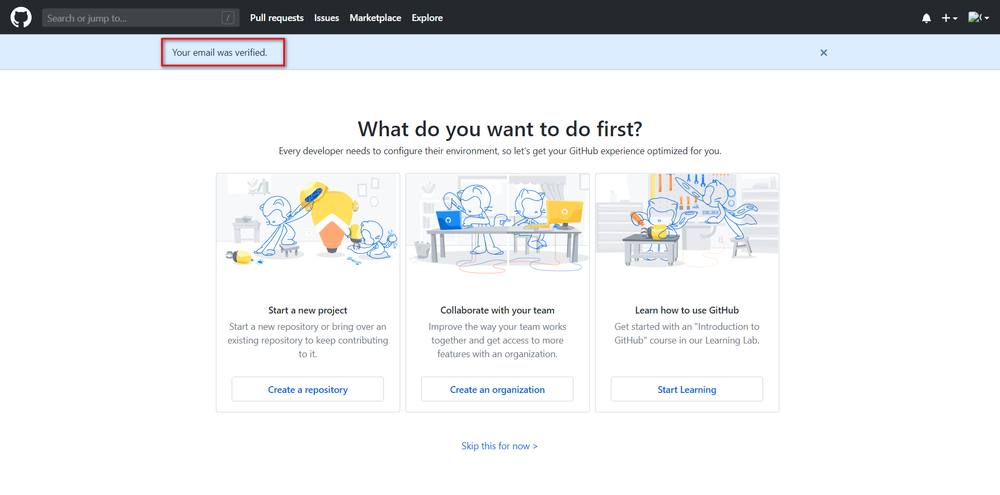 Search or jump to... /
Pull requests Issues Marketplace Explore
Your email was verified.
What do you want to do first?
Every developer needs to configure their environment, so let's get your GitHub experience optimized for you.
Start a new project
Start a new repository or bring over an
existing repository to keep contributing
to it.
Create a repository
Collaborate with your team
Improve the way your team works
together and get access to more
features with an organization.
Create an organization
Learn how to use GitHub
Get started with an "Introduction to
GitHub" course in our Learning Lab.
Start Learning
Skip this for now >